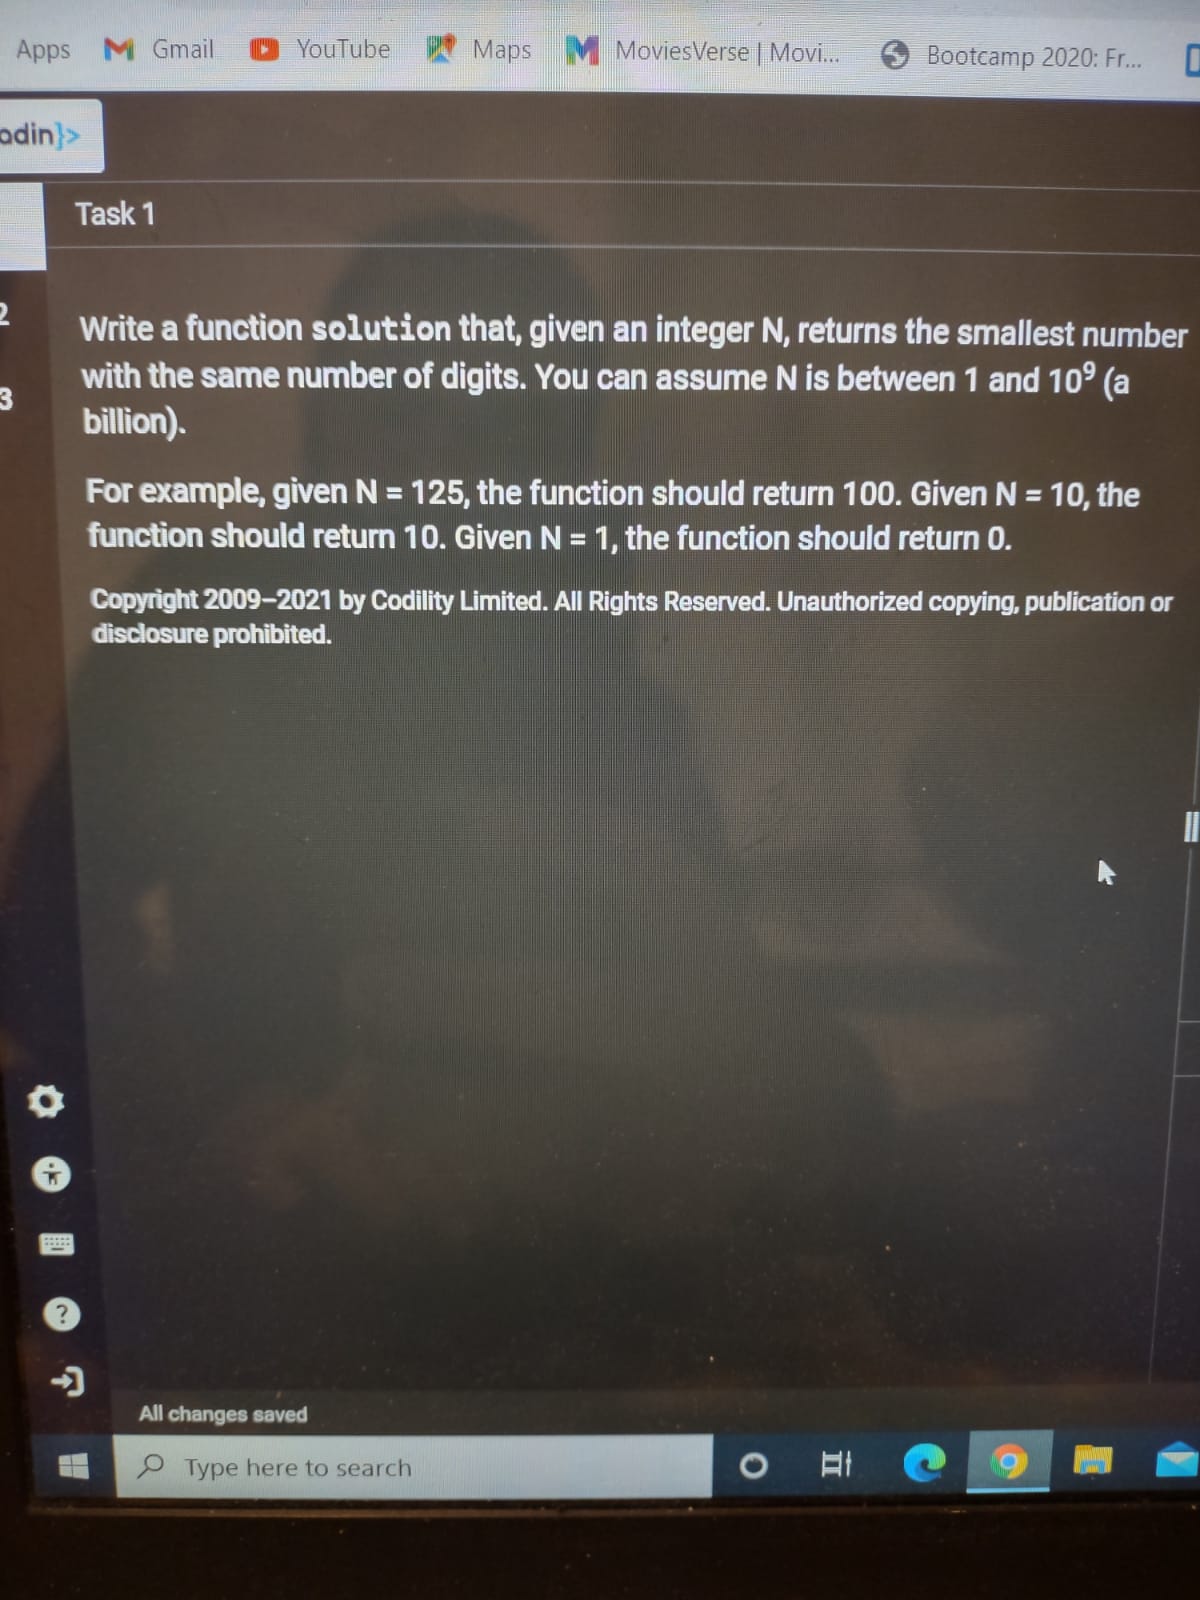 Apps Gmail YouTube Maps MoviesVerse | Movi... Bootcamp 2020: Fr...
adin}>
Task 1
2
3
Write a function solution that, given an integer N, returns the smallest number
with the same number of digits. You can assume N is between 1 and 10⁹ (a
billion).
For example, given N = 125, the function should return 100. Given N = 10, the
function should return 10. Given N = 1, the function should return 0.
Copyright 2009–2021 by Codility Limited. All Rights Reserved. Unauthorized copying, publication or
disclosure prohibited.
?
All changes saved
Type here to search